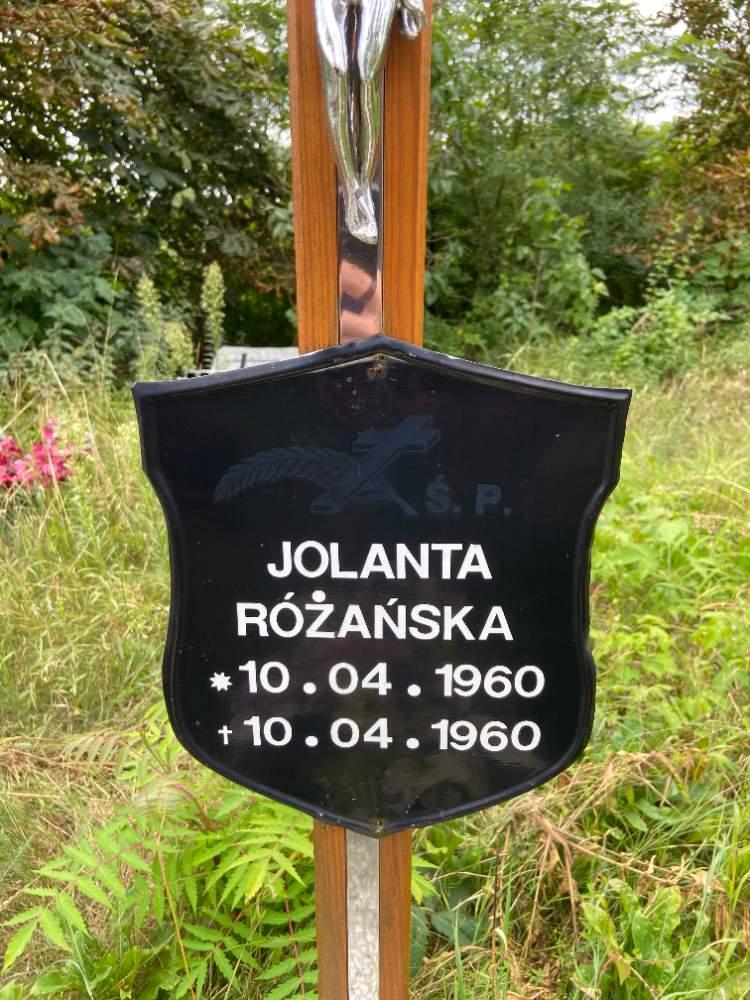 Ś. P.
JOLANTA
RÓŻAŃSKA
* 10 . 04 . 1960
† 10 . 04 . 1960